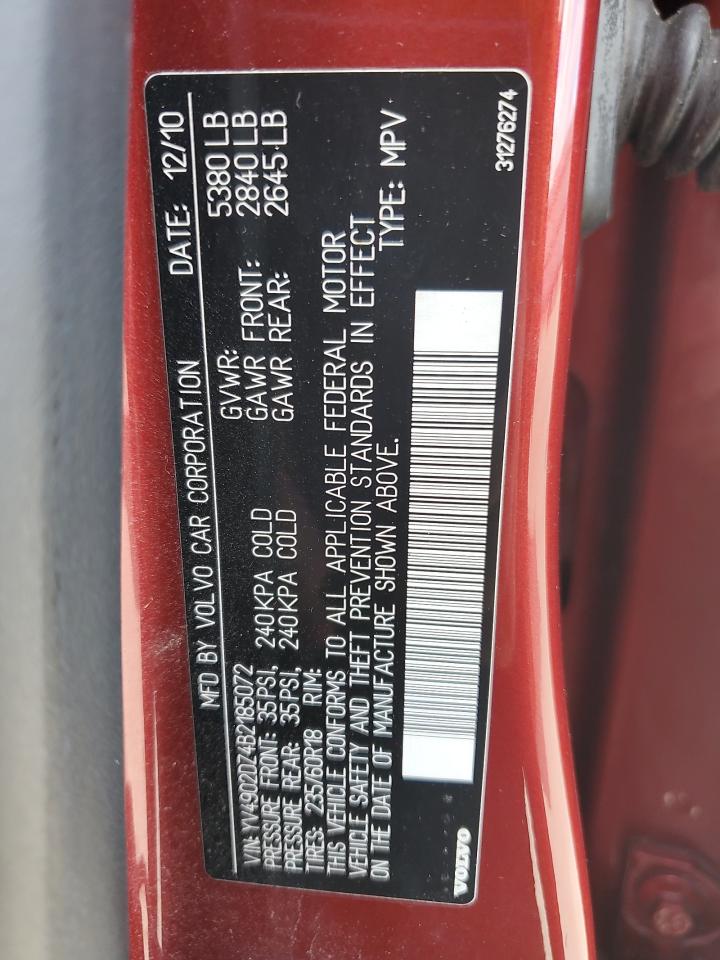 MFD BY VOLVO CAR CORPORATION DATE: 12/10
VIN: YV4902DZ4B2185072 GVWR: 5380 LB
PRESSURE FRONT: 35PSI, 240KPA COLD GAWR FRONT: 2840 LB
PRESSURE REAR: 35PSI, 240KPA COLD GAWR REAR: 2645 LB
TIRES: 235/60R18 RIM:
THIS VEHICLE CONFORMS TO ALL APPLICABLE FEDERAL MOTOR
VEHICLE SAFETY AND THEFT PREVENTION STANDARDS IN EFFECT
ON THE DATE OF MANUFACTURE SHOWN ABOVE. TYPE: MPV
VOLVO 31276274